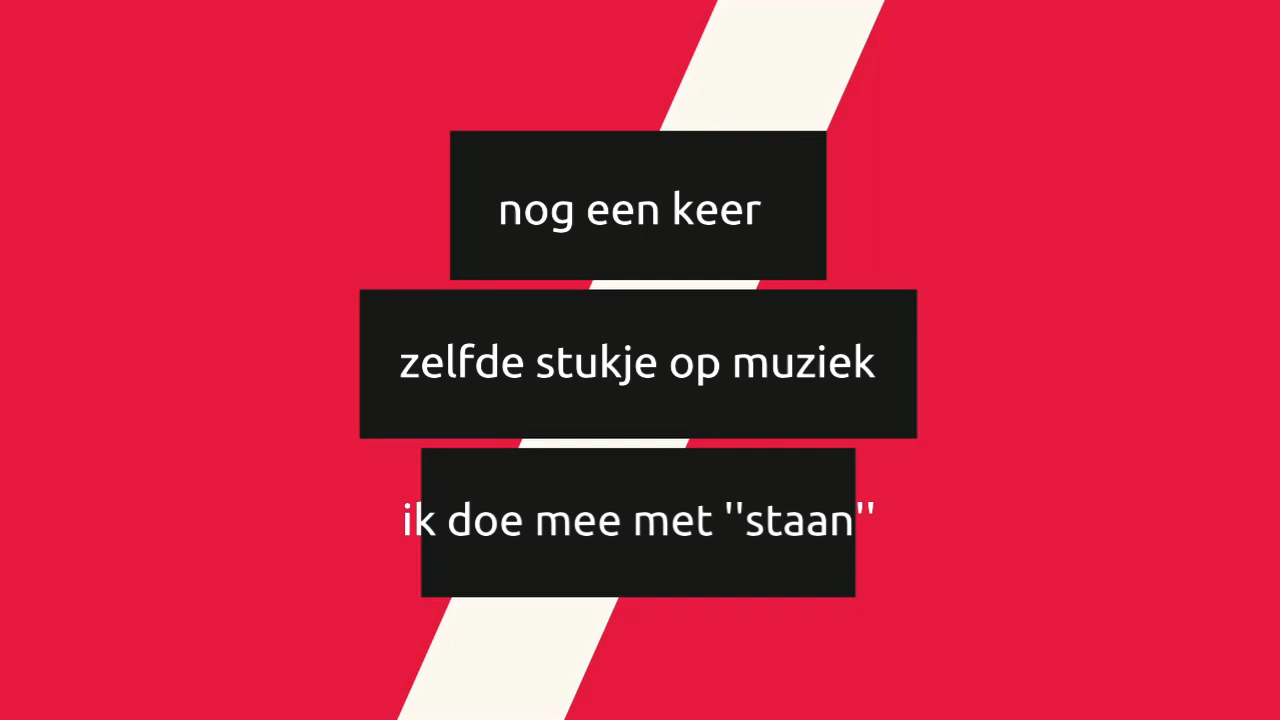 nog een keer
zelfde stukje op muziek
ik doe mee met ''staan''